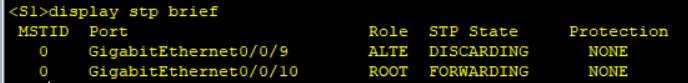 <S1>display stp brief
MSTID  Port                        Role  STP State     Protection
0    GigabitEthernet0/0/9        ALTE  DISCARDING      NONE
0    GigabitEthernet0/0/10       ROOT  FORWARDING      NONE